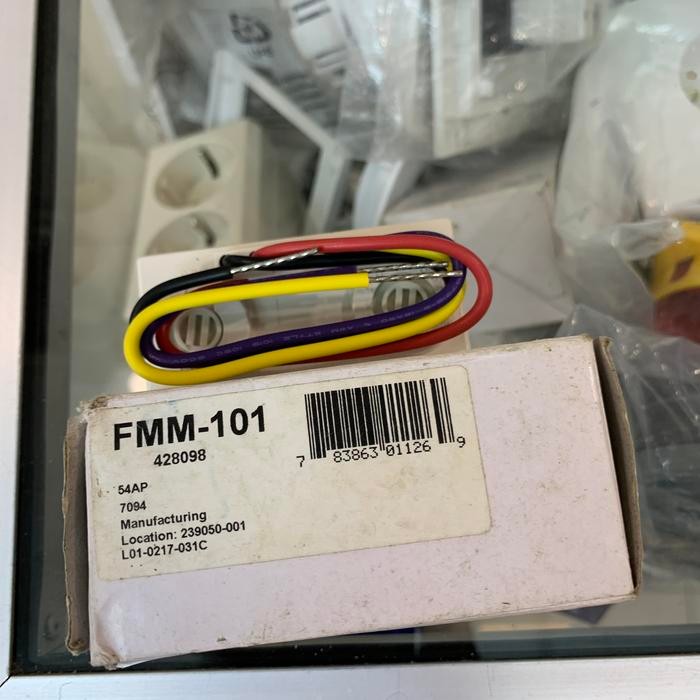 FMM-101
428098
7 83863 01126 9
54AP
7094
Manufacturing
Location: 239050-001
L01-0217-031C